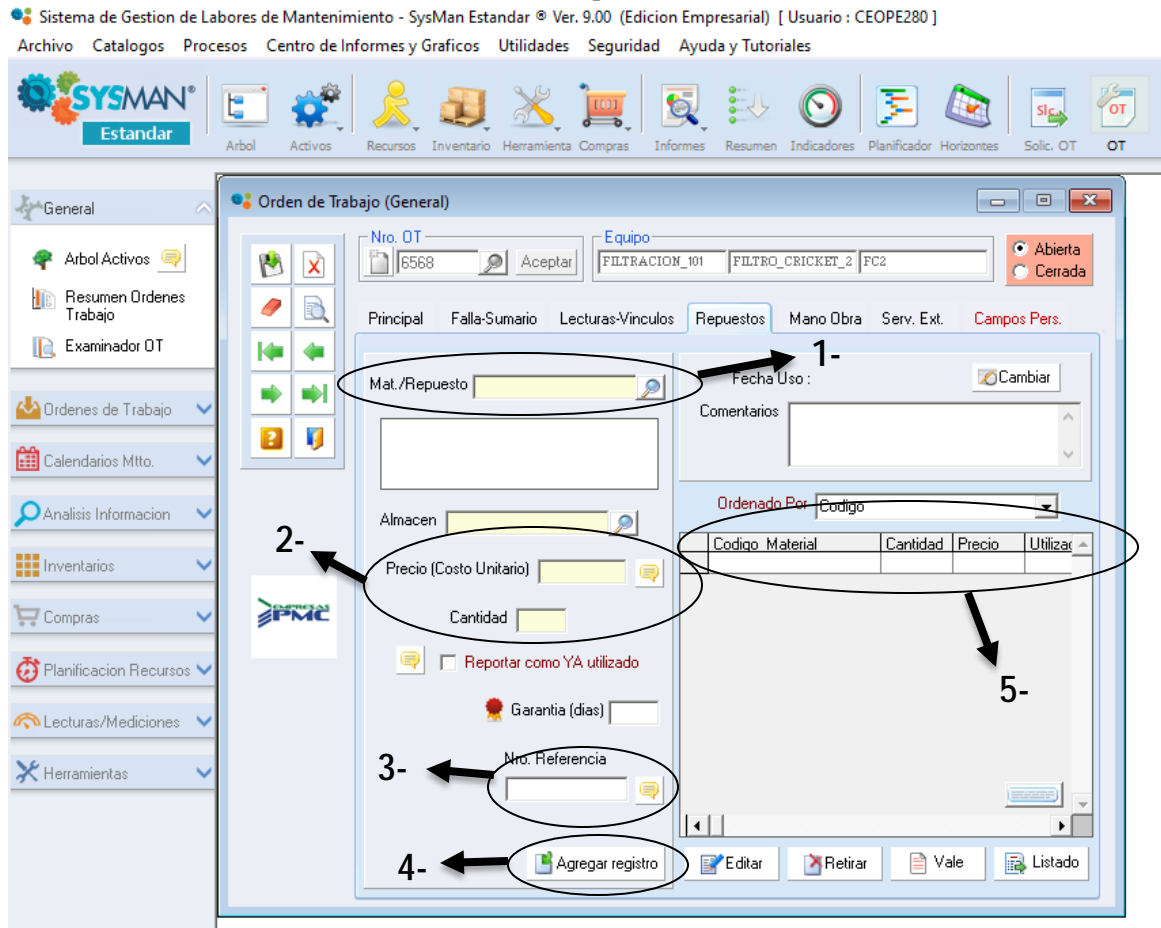 Sistema de Gestion de Labores de Mantenimiento - SysMan Estandar ® Ver. 9.00 (Edicion Empresarial) [ Usuario : CEOPE280 ]
Archivo Catalogos Procesos Centro de Informes y Graficos Utilidades Seguridad Ayuda y Tutoriales
SYSMAN®
Estandar
Arbol Activos Recursos Inventario Herramienta Compras Informes Resumen Indicadores Planificador Horizontes Solic. OT OT
General
Arbol Activos
Resumen Ordenes
Trabajo
Examinador OT
Ordenes de Trabajo
Calendarios Mtto.
Analisis Informacion
Inventarios
Compras
Planificacion Recursos
Lecturas/Mediciones
Herramientas
EMPRESAS
PMC
Orden de Trabajo (General)
Nro. OT
6568
Aceptar
Equipo
FILTRACION_101 FILTRO_CRICKET_2 FC2
Abierta
Cerrada
Principal Falla-Sumario Lecturas-Vinculos Repuestos Mano Obra Serv. Ext. Campos Pers.
1-
Mat./Repuesto
Fecha Uso :
Cambiar
Comentarios
Almacen
Ordenado Por Codigo
2-
Precio (Costo Unitario)
Cantidad
Codigo Material Cantidad Precio
Reportar como YA utilizado
Garantia (dias)
5-
3-
Nro. Referencia
4-
Agregar registro
Editar Retirar Vale Listado